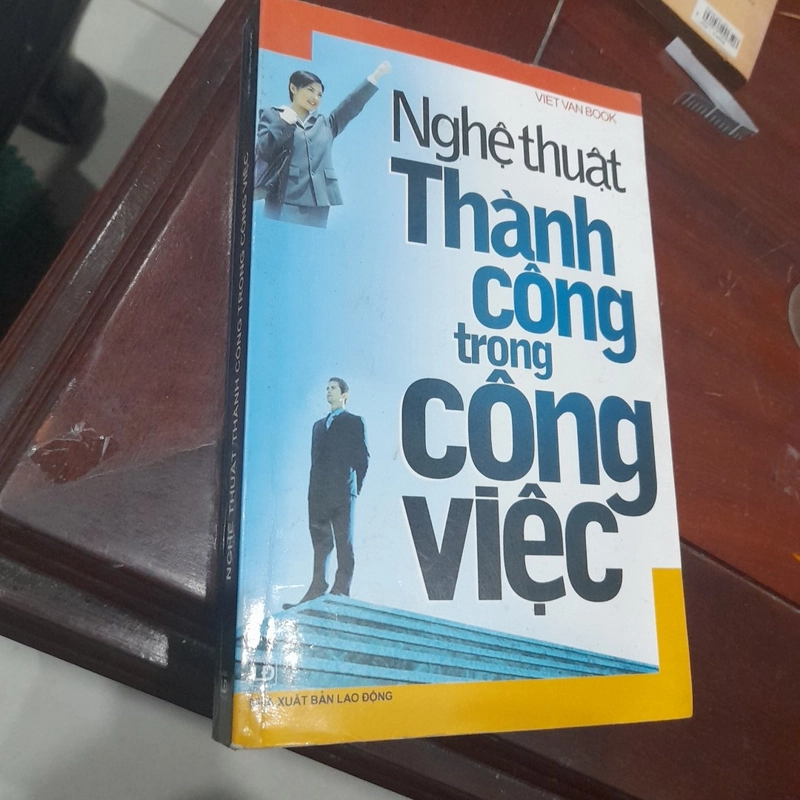 VIET VAN BOOK
Nghệ thuật
Thành
công
trong
công
việc
XUẤT BẢN LAO ĐỘNG
LĐ
NGHỆ THUẬT THÀNH CÔNG TRONG CÔNG VIỆC